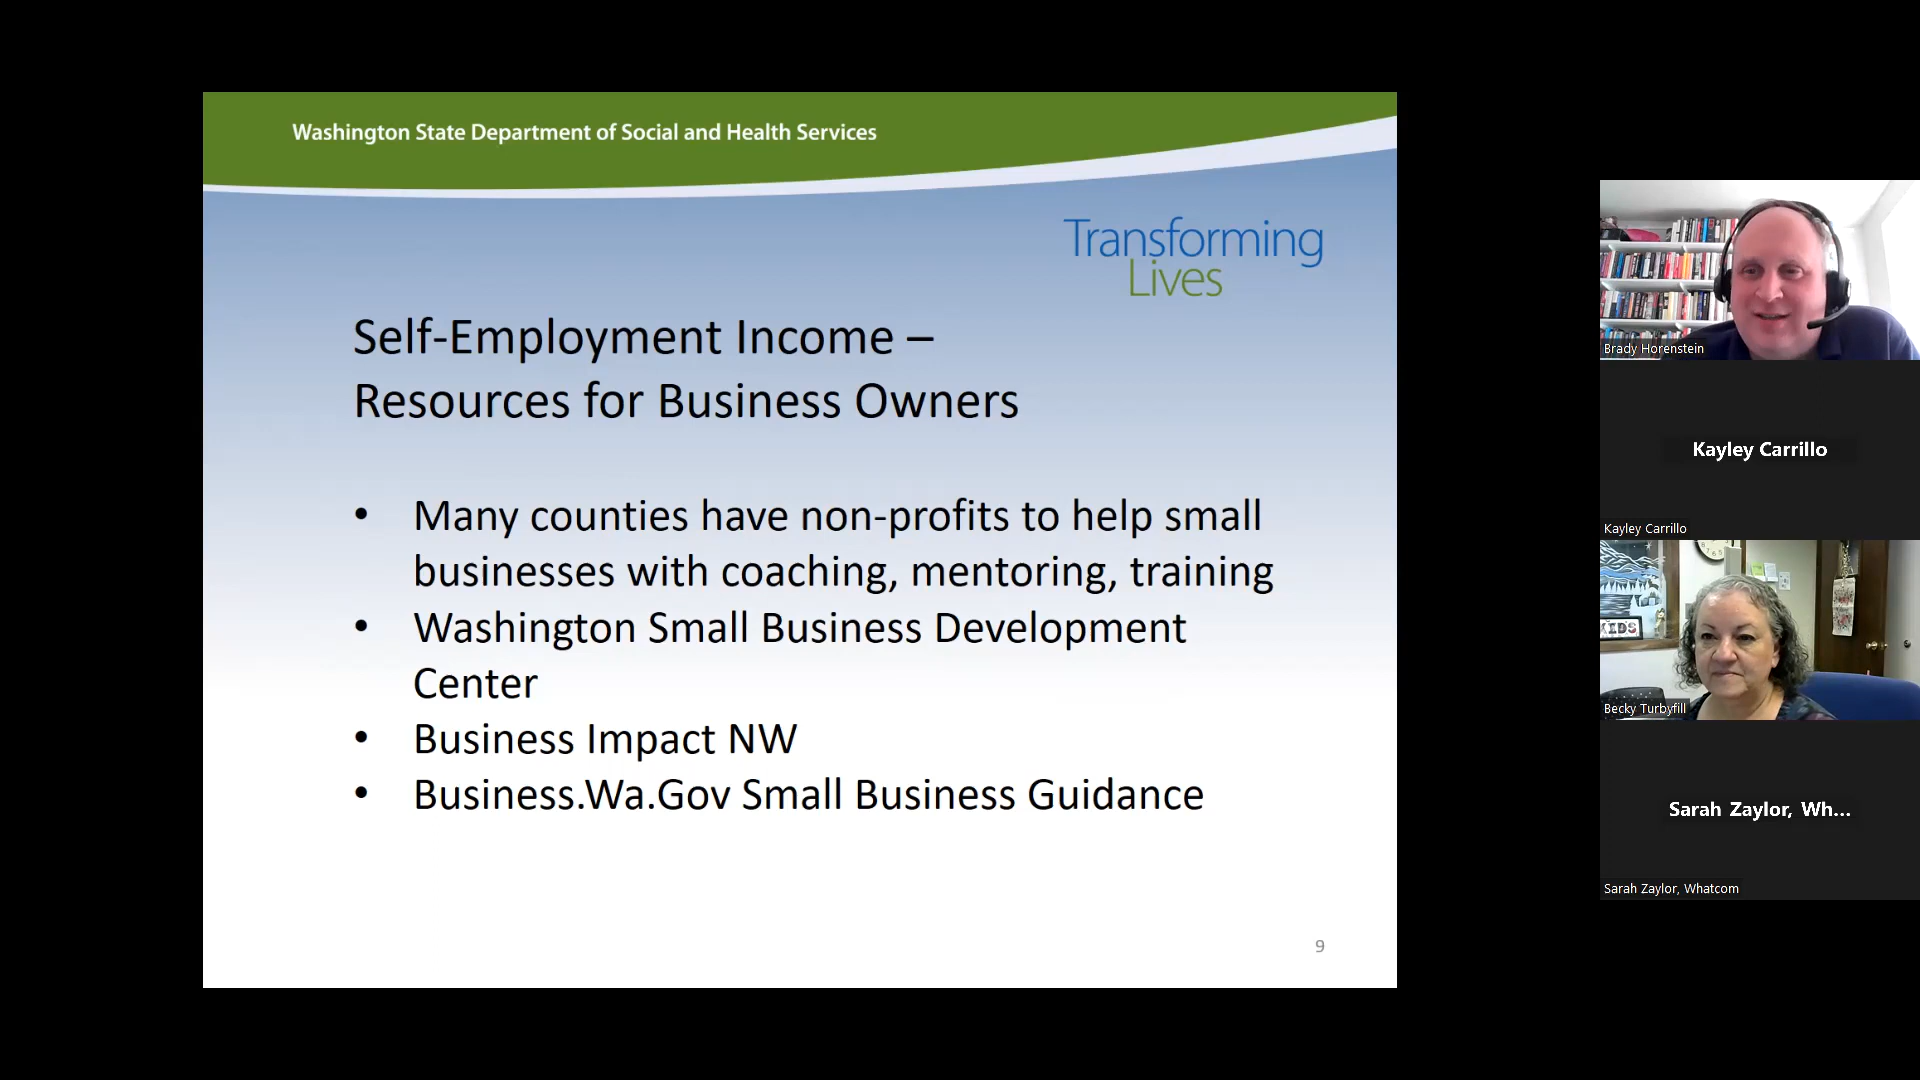 Washington State Department of Social and Health Services
Transforming
Lives
Self-Employment Income –
Resources for Business Owners
• Many counties have non-profits to help small
businesses with coaching, mentoring, training
• Washington Small Business Development
Center
• Business Impact NW
• Business.Wa.Gov Small Business Guidance
9
Brady Horenstein
Kayley Carrillo
Kayley Carrillo
KIDS
Becky Turbyfill
Sarah Zaylor, Wh...
Sarah Zaylor, Whatcom